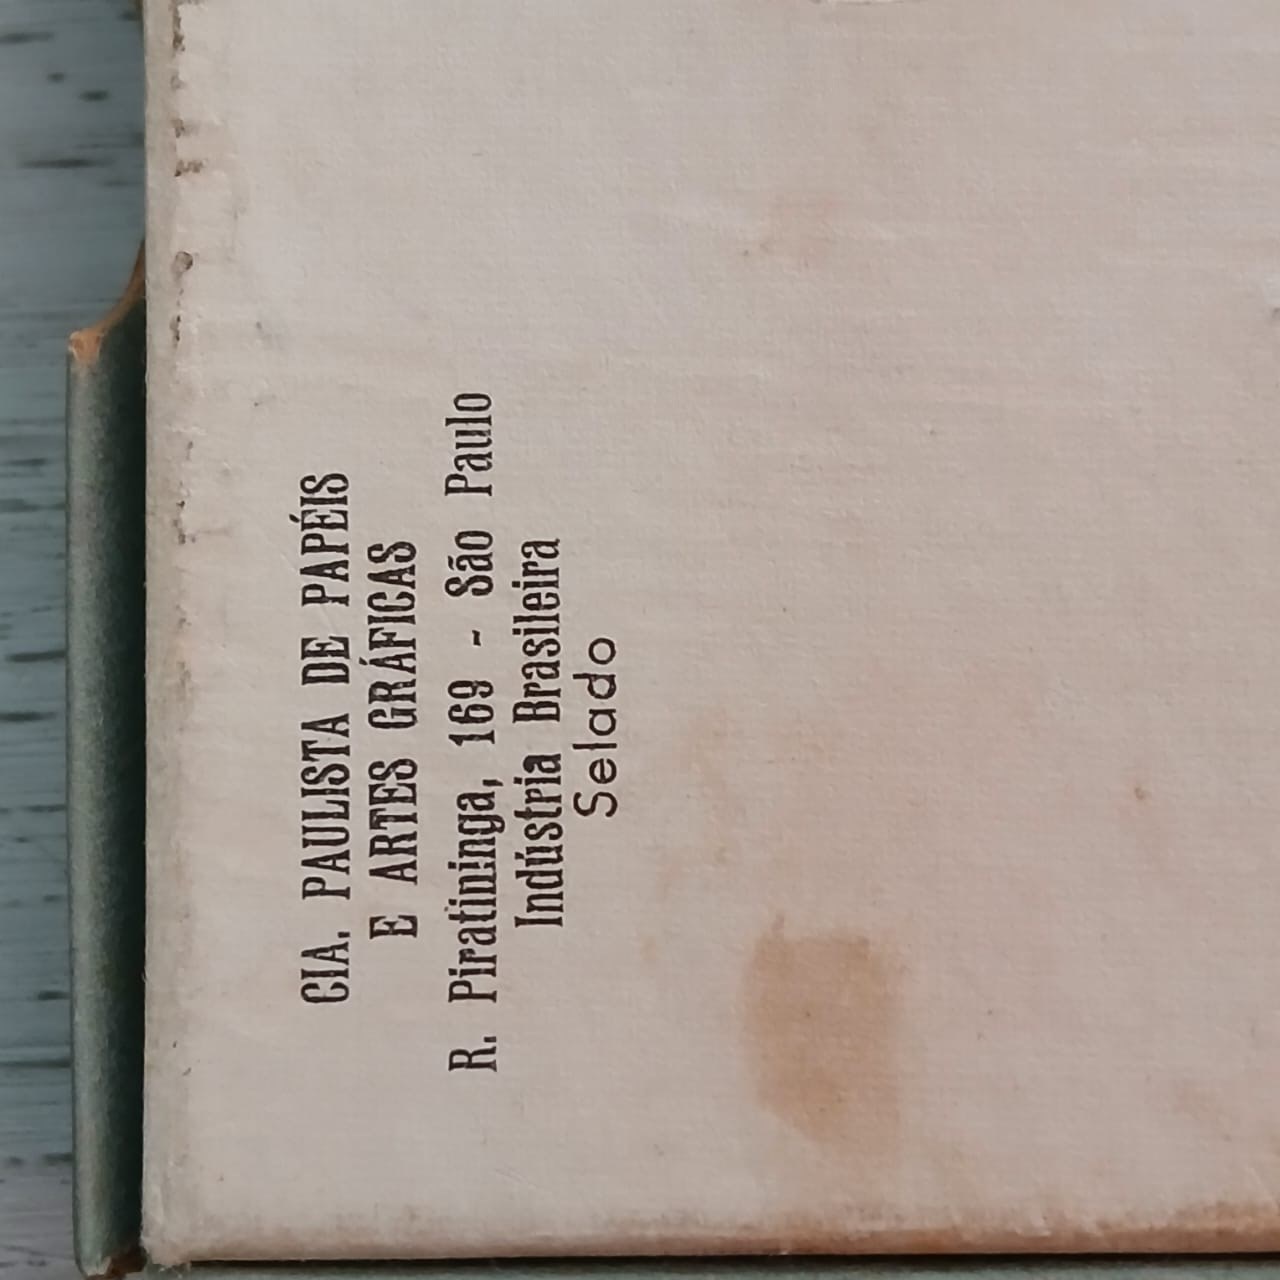 CIA. PAULISTA DE PAPÉIS
E ARTES GRÁFICAS
R. Piratininga, 169 - São Paulo
Indústria Brasileira
Selado